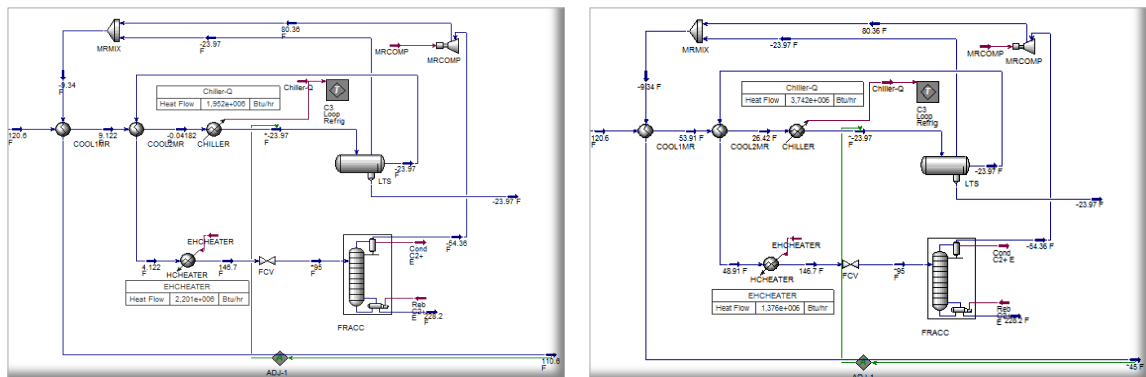 80.36
F
-23.97
F
MRMIX
MRCOMP
MRCOMP
-9.34
F
Chiller-Q
Heat Flow 1,952e+006 Btu/hr
Chiller-Q
C3
Loop
Refrig
120.6
F
9.122
F
COOL1MR
-0.04182
F
COOL2MR
CHILLER
*-23.97
F
-23.97
F
LTS
-23.97 F
-54.36
F
EHCHEATER
4.122
F
HCHEATER
146.7
F
FCV
*95
F
Cond
C2+
E
EHCHEATER
Heat Flow 2,201e+006 Btu/hr
Reb
C2+
E
228.2
F
FRACC
110.6
F
ADJ-1
80.36 F
-23.97 F
MRMIX
MRCOMP
MRCOMP
-9.34 F
Chiller-Q
Heat Flow 3,742e+006 Btu/hr
Chiller-Q
C3
Loop
Refrig
120.6
F
53.91 F
COOL1MR
26.42 F
COOL2MR
CHILLER
*-23.97
F
-23.97 F
LTS
-23.97 F
-54.36 F
EHCHEATER
48.91 F
HCHEATER
146.7 F
FCV
*95
F
Cond
C2+ E
EHCHEATER
Heat Flow 1,376e+006 Btu/hr
Reb
C2+
E
228.2 F
FRACC
*45 F
ADJ-1